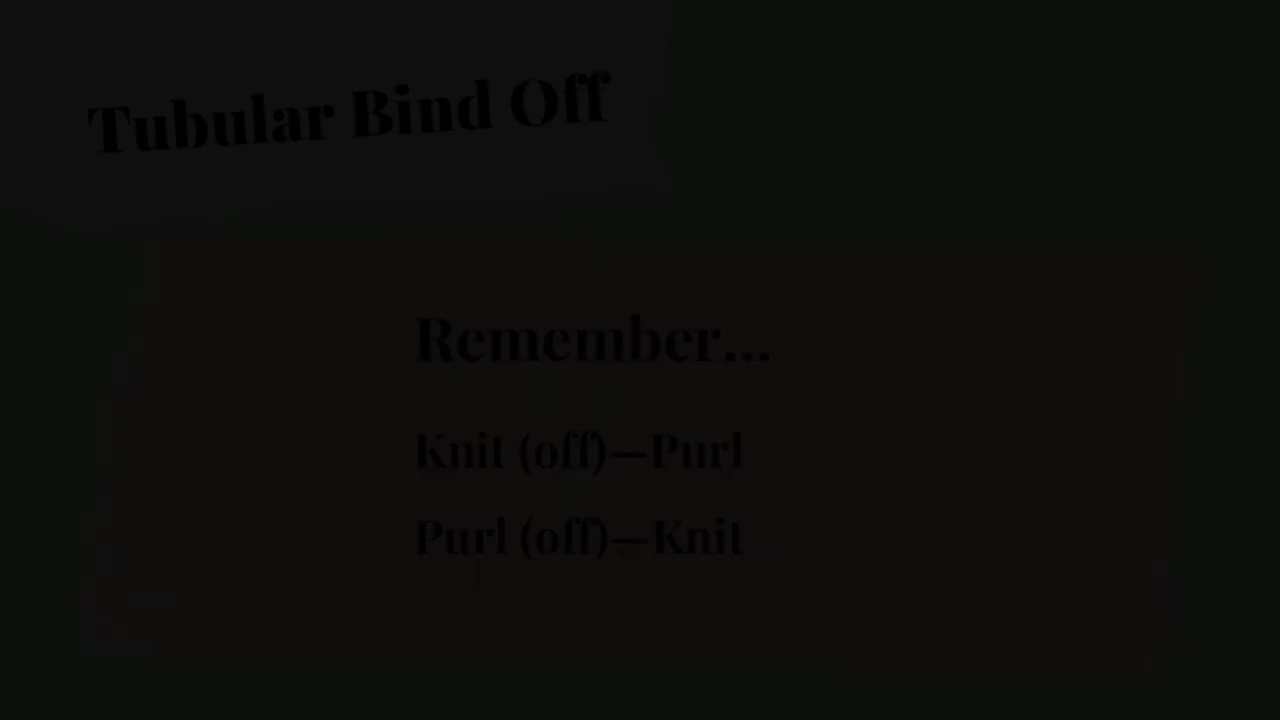 Tubular Bind Off
Remember...
Knit (off)—Purl
Purl (off)—Knit